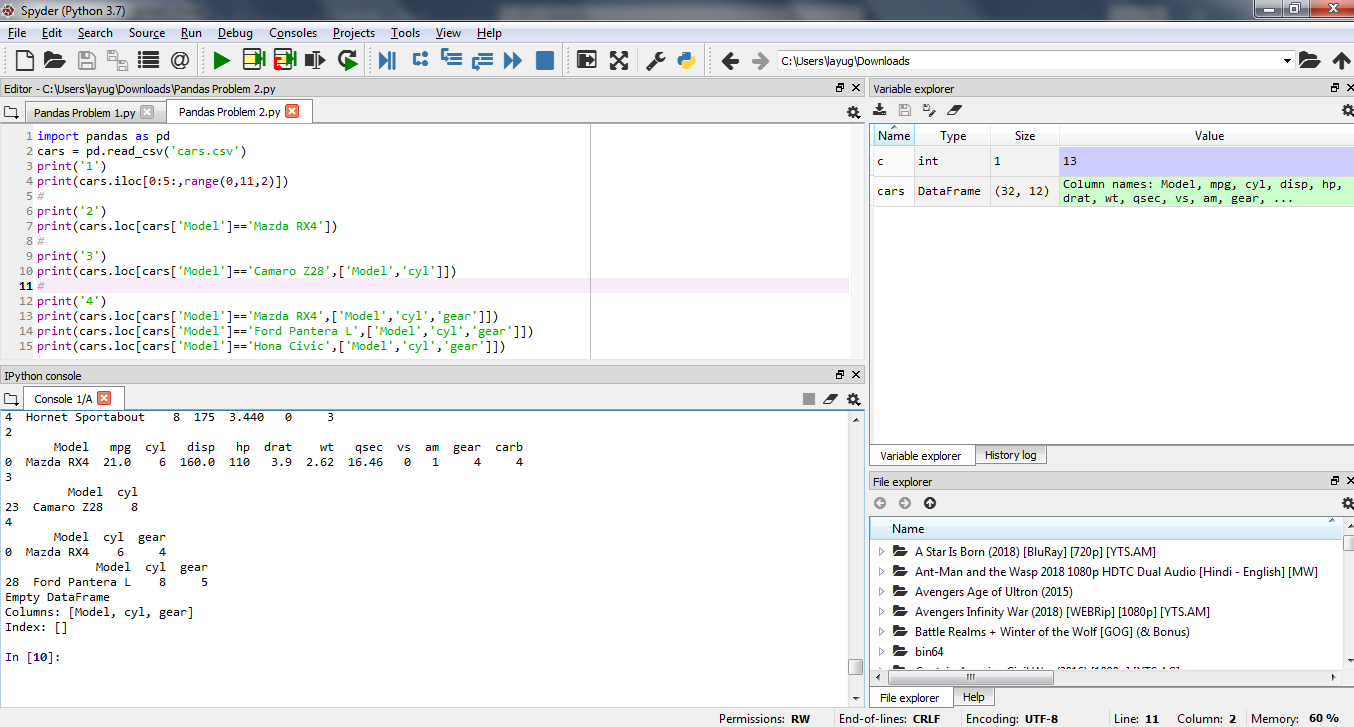 Spyder (Python 3.7)
File Edit Search Source Run Debug Consoles Projects Tools View Help
C:\Users\layug\Downloads
Editor - C:\Users\layug\Downloads\Pandas Problem 2.py
Pandas Problem 1.py Pandas Problem 2.py
1 import pandas as pd
2 cars = pd.read_csv('cars.csv')
3 print('1')
4 print(cars.iloc[0:5:,range(0,11,2)])
5 #
6 print('2')
7 print(cars.loc[cars['Model']=='Mazda RX4'])
8 #
9 print('3')
10 print(cars.loc[cars['Model']=='Camaro Z28',['Model','cyl']])
11 #
12 print('4')
13 print(cars.loc[cars['Model']=='Mazda RX4',['Model','cyl','gear']])
14 print(cars.loc[cars['Model']=='Ford Pantera L',['Model','cyl','gear']])
15 print(cars.loc[cars['Model']=='Hona Civic',['Model','cyl','gear']])
IPython console
Console 1/A
4 Hornet Sportabout 8 175 3.440 0 3
2
Model mpg cyl disp hp drat wt qsec vs am gear carb
0 Mazda RX4 21.0 6 160.0 110 3.9 2.62 16.46 0 1 4 4
3
Model cyl
23 Camaro Z28 8
4
Model cyl gear
0 Mazda RX4 6 4
Model cyl gear
28 Ford Pantera L 8 5
Empty DataFrame
Columns: [Model, cyl, gear]
Index: []
In [10]:
Variable explorer
Name Type Size Value
c int 1 13
cars DataFrame (32, 12) Column names: Model, mpg, cyl, disp, hp,
drat, wt, qsec, vs, am, gear, ...
Variable explorer History log
File explorer
Name
A Star Is Born (2018) [BluRay] [720p] [YTS.AM]
Ant-Man and the Wasp 2018 1080p HDTC Dual Audio [Hindi - English] [MW]
Avengers Age of Ultron (2015)
Avengers Infinity War (2018) [WEBRip] [1080p] [YTS.AM]
Battle Realms + Winter of the Wolf [GOG] (& Bonus)
bin64
File explorer Help
Permissions: RW End-of-lines: CRLF Encoding: UTF-8 Line: 11 Column: 2 Memory: 60 %